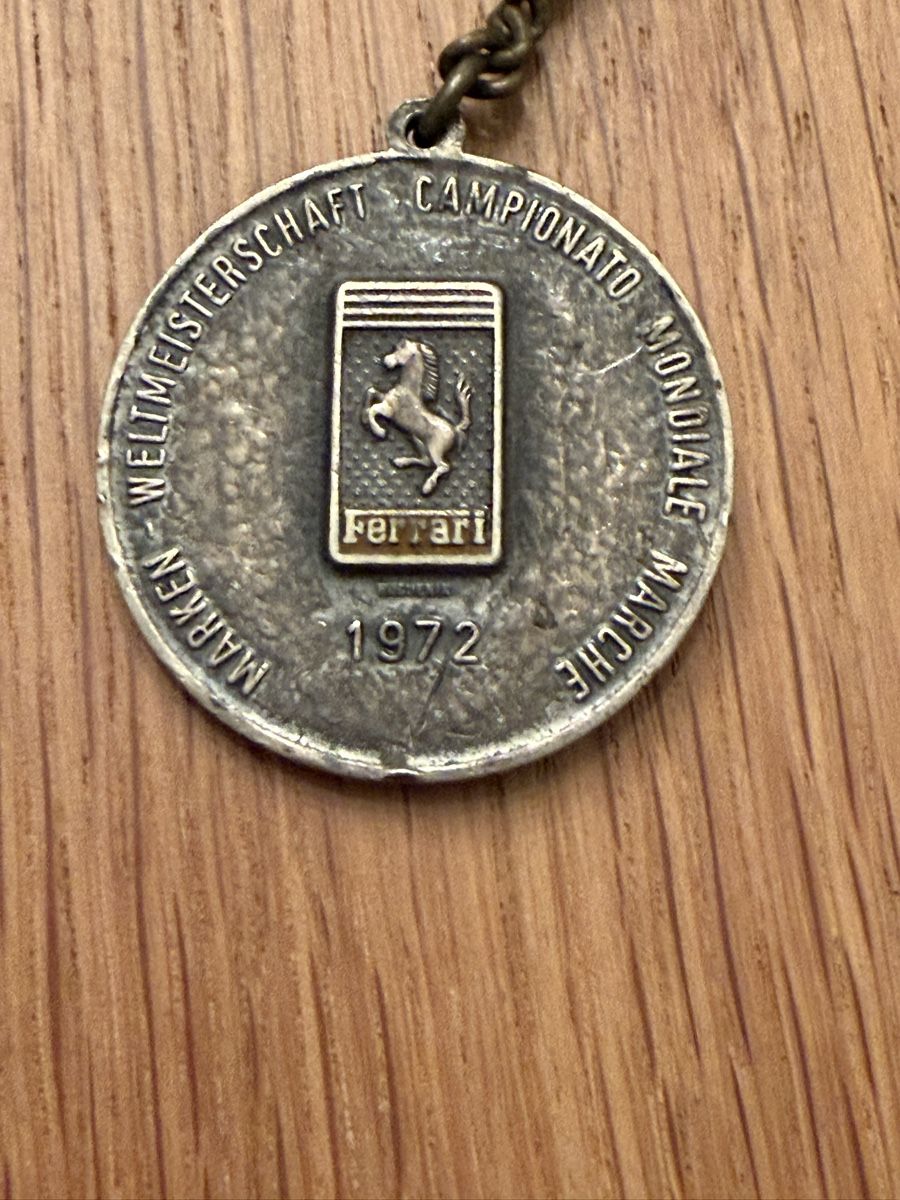 MARKEN - WELTMEISTERSCHAFT
CAMPIONATO MONDIALE MARCHE
Ferrari
1972